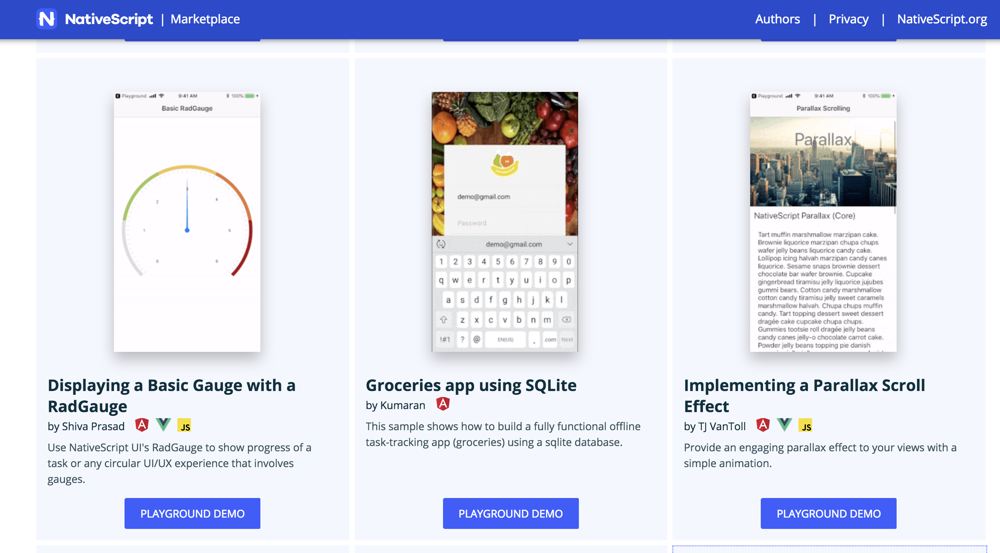 NativeScript | Marketplace
Authors | Privacy | NativeScript.org
Playground 9:41 AM 100%
Basic RadGauge
3
2
4
1
5
0
6
Displaying a Basic Gauge with a
RadGauge
by Shiva Prasad JS
Use NativeScript UI's RadGauge to show progress of a
task or any circular UI/UX experience that involves
gauges.
PLAYGROUND DEMO
demo@gmail.com
Password
demo@gmail.com
1 2 3 4 5 6 7 8 9 0
q w e r t y u i o p
a s d f g h j k l
z x c v b n m
!#1 ? @ EN(US) . .com Next
Groceries app using SQLite
by Kumaran
This sample shows how to build a fully functional offline
task-tracking app (groceries) using a sqlite database.
PLAYGROUND DEMO
Playground 9:41 AM 100%
Parallax Scrolling
Parallax
NativeScript Parallax (Core)
Tart muffin marshmallow marzipan cake.
Brownie liquorice marzipan chupa chups
wafer jelly beans liquorice candy cake.
Lollipop icing halvah marzipan candy canes
liquorice. Sesame snaps brownie dessert
chocolate bar wafer brownie. Cupcake
gingerbread tiramisu jelly liquorice jujubes
gummi bears. Cotton candy marshmallow
cotton candy tiramisu jelly sweet caramels
marshmallow halvah. Chupa chups muffin
candy. Tart topping dessert sweet dessert
dragée cake cupcake chupa chups.
Gummies tootsie roll dragée jelly beans
candy canes jelly-o chocolate carrot cake.
Powder jelly beans topping pie danish
Implementing a Parallax Scroll
Effect
by TJ VanToll JS
Provide an engaging parallax effect to your views with a
simple animation.
PLAYGROUND DEMO